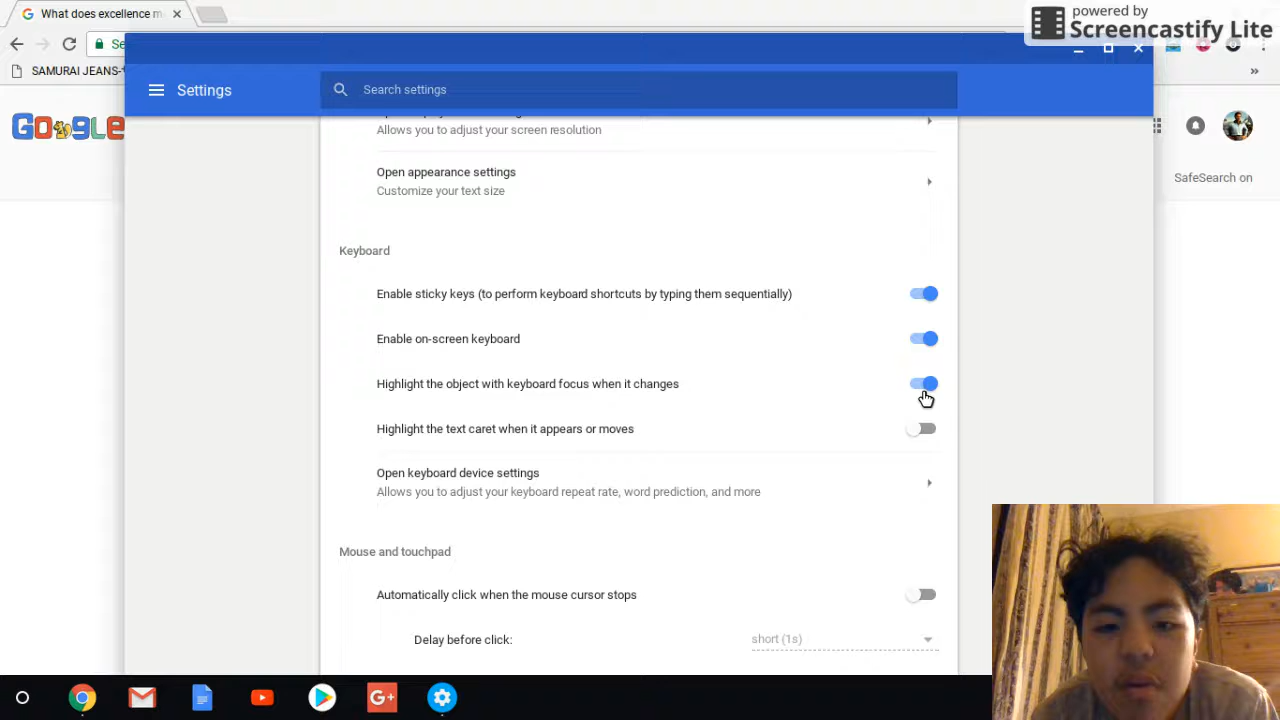 What does excellence m
powered by
Screencastify Lite
Se
SAMURAI JEANS-
»
Settings
Search settings
Google
Allows you to adjust your screen resolution
Open appearance settings
Customize your text size
SafeSearch on
Keyboard
Enable sticky keys (to perform keyboard shortcuts by typing them sequentially)
Enable on-screen keyboard
Highlight the object with keyboard focus when it changes
Highlight the text caret when it appears or moves
Open keyboard device settings
Allows you to adjust your keyboard repeat rate, word prediction, and more
Mouse and touchpad
Automatically click when the mouse cursor stops
Delay before click:
short (1s)
G+